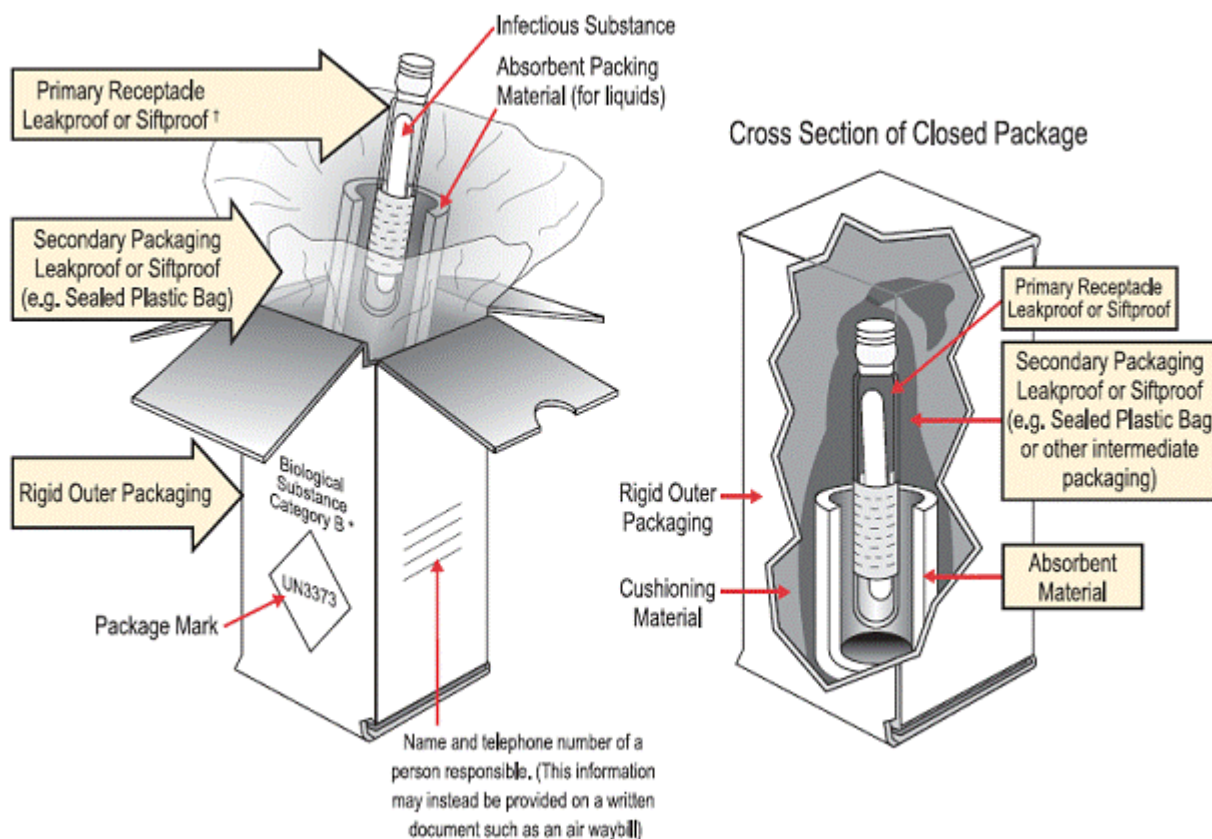 Infectious Substance
Absorbent Packing
Material (for liquids)
Primary Receptacle
Leakproof or Siftproof †
Secondary Packaging
Leakproof or Siftproof
(e.g. Sealed Plastic Bag)
Rigid Outer Packaging
Biological
Substance
Category B *
UN3373
Package Mark
Name and telephone number of a
person responsible. (This information
may instead be provided on a written
document such as an air waybill)
Cross Section of Closed Package
Primary Receptacle
Leakproof or Siftproof
Secondary Packaging
Leakproof or Siftproof
(e.g. Sealed Plastic Bag
or other intermediate
packaging)
Rigid Outer
Packaging
Cushioning
Material
Absorbent
Material